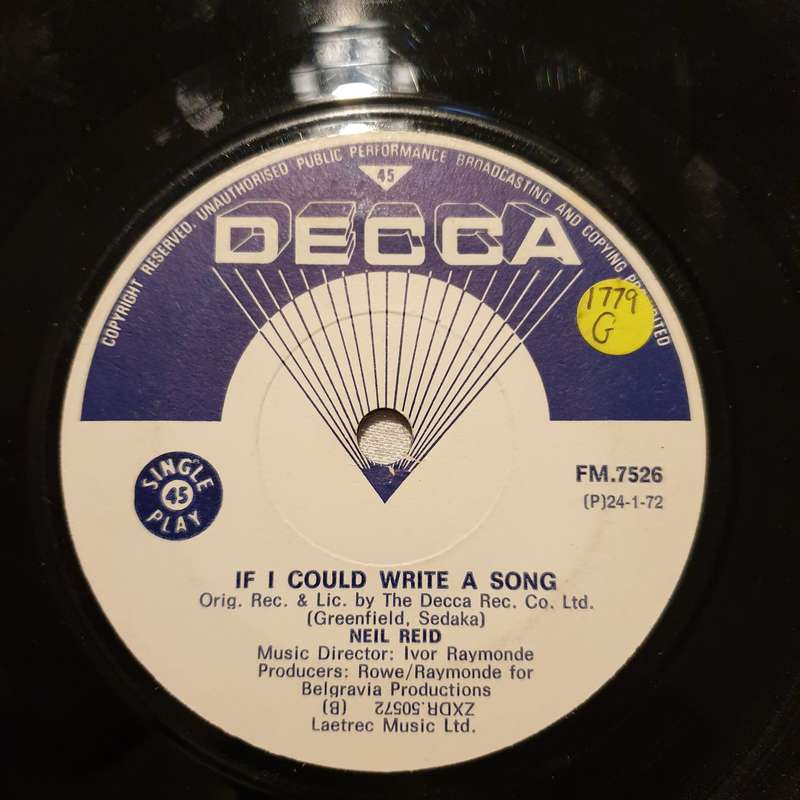 COPYRIGHT RESERVED. UNAUTHORISED PUBLIC PERFORMANCE BROADCASTING AND COPYING PROHIBITED
45
DECCA
1779
G
SINGLE
45
PLAY
FM.7526
(P)24-1-72
IF I COULD WRITE A SONG
Orig. Rec. & Lic. by The Decca Rec. Co. Ltd.
(Greenfield, Sedaka)
NEIL REID
Music Director: Ivor Raymonde
Producers: Rowe/Raymonde for
Belgravia Productions
(B) ZXDR.50572
Laetrec Music Ltd.